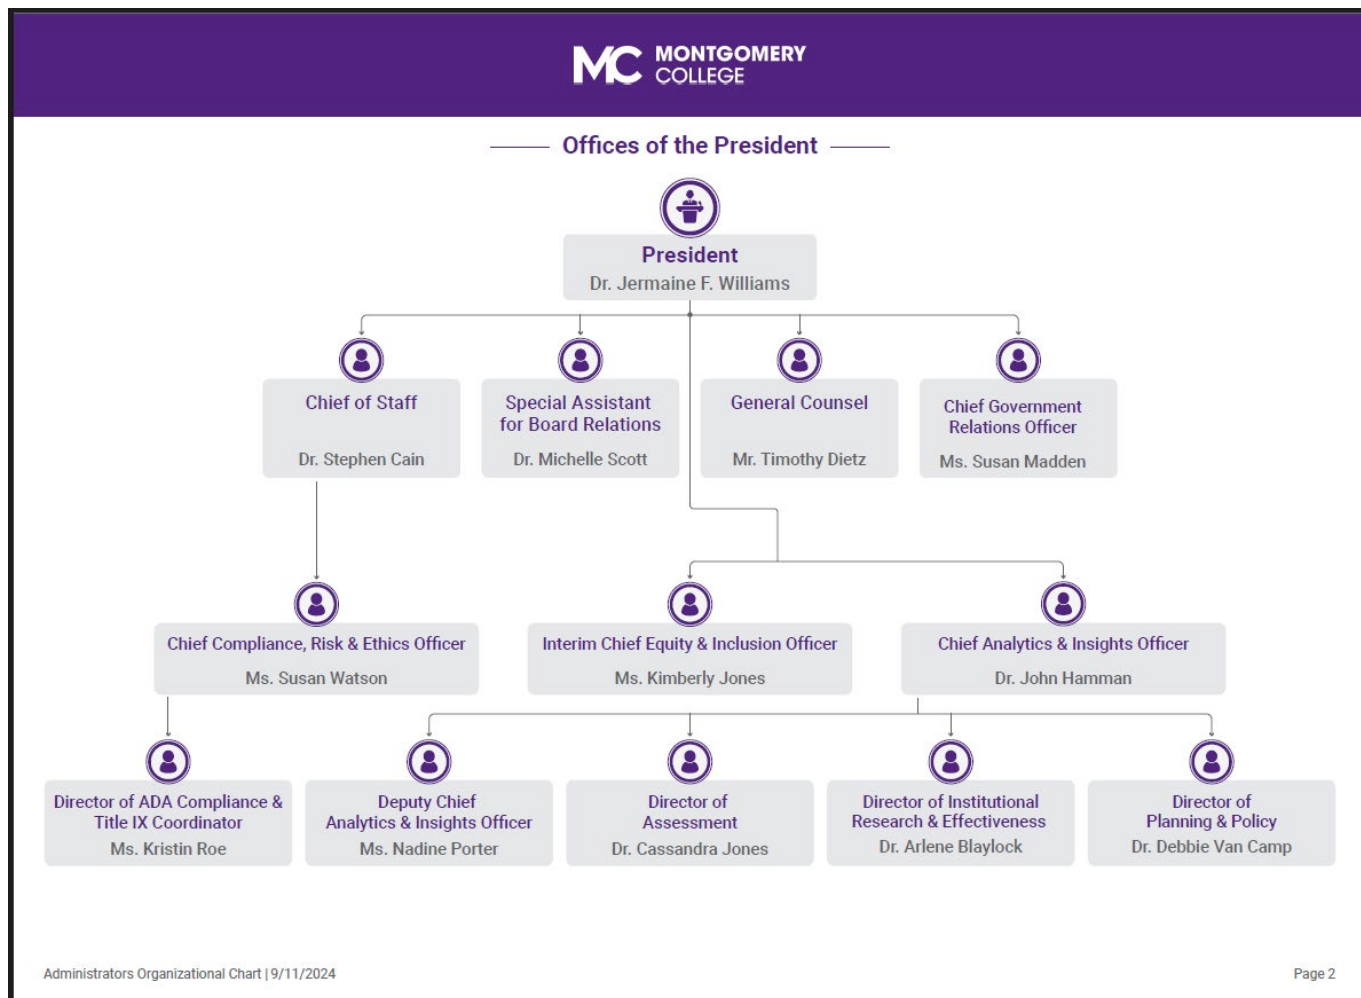 MC MONTGOMERY
COLLEGE
Offices of the President
President
Dr. Jermaine F. Williams
Chief of Staff
Dr. Stephen Cain
Special Assistant
for Board Relations
Dr. Michelle Scott
General Counsel
Mr. Timothy Dietz
Chief Government
Relations Officer
Ms. Susan Madden
Chief Compliance, Risk & Ethics Officer
Ms. Susan Watson
Interim Chief Equity & Inclusion Officer
Ms. Kimberly Jones
Chief Analytics & Insights Officer
Dr. John Hamman
Director of ADA Compliance &
Title IX Coordinator
Ms. Kristin Roe
Deputy Chief
Analytics & Insights Officer
Ms. Nadine Porter
Director of
Assessment
Dr. Cassandra Jones
Director of Institutional
Research & Effectiveness
Dr. Arlene Blaylock
Director of
Planning & Policy
Dr. Debbie Van Camp
Administrators Organizational Chart | 9/11/2024
Page 2